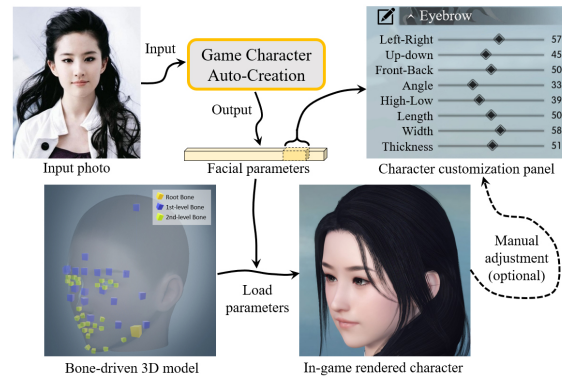 Input
Game Character
Auto-Creation
Output
Input photo
Facial parameters
Eyebrow
Left-Right 57
Up-down 45
Front-Back 50
Angle 33
High-Low 39
Length 50
Width 58
Thickness 51
Character customization panel
Root Bone
1st-level Bone
2nd-level Bone
Load
parameters
Manual
adjustment
(optional)
Bone-driven 3D model
In-game rendered character